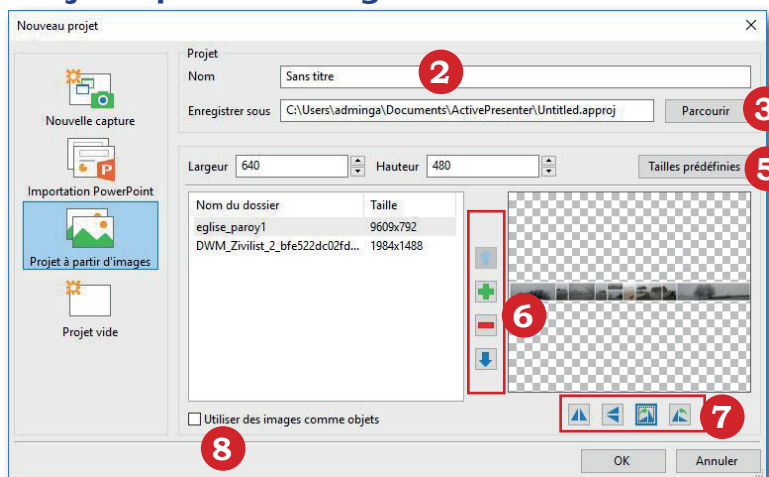 Nouveau projet
Nouvelle capture
Importation PowerPoint
Projet à partir d'images
Projet vide
Projet
Nom Sans titre 2
Enregistrer sous C:\Users\adminga\Documents\ActivePresenter\Untitled.approj Parcourir 3
Largeur 640 Hauteur 480 Tailles prédéfinies 5
Nom du dossier Taille
eglise_paroy1 9609x792
DWM_Zivilist_2_bfe522dc02fd... 1984x1488
6
7
Utiliser des images comme objets
8
OK Annuler